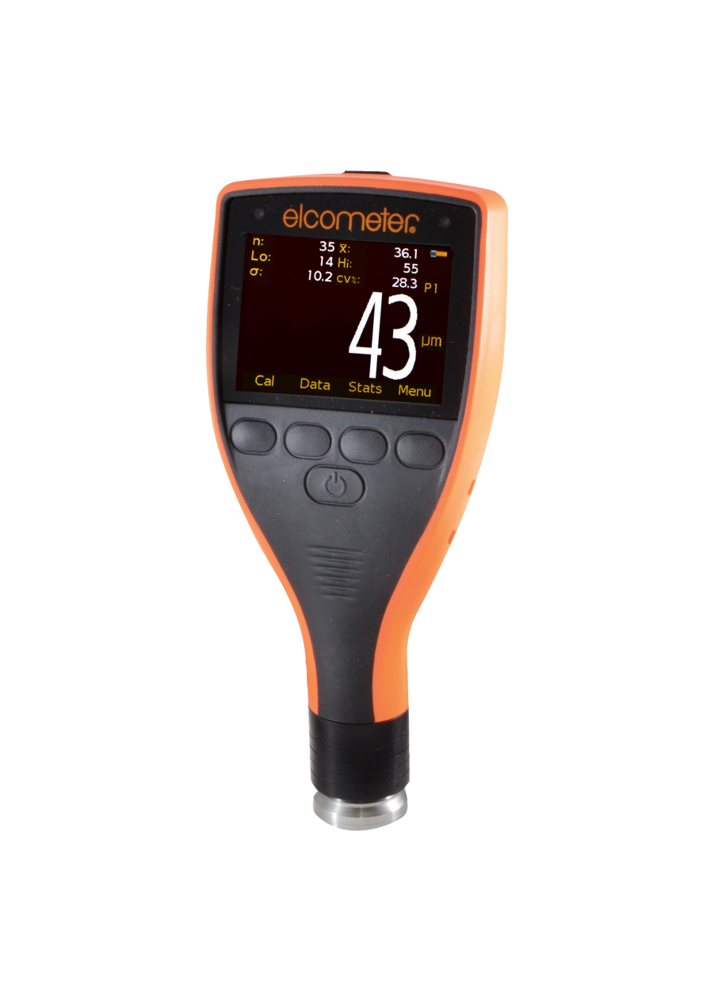 elcometer®
n: 35 x̅: 36.1
Lo: 14 Hi: 55
σ: 10.2 cv%: 28.3 P1
43 µm
Cal Data Stats Menu